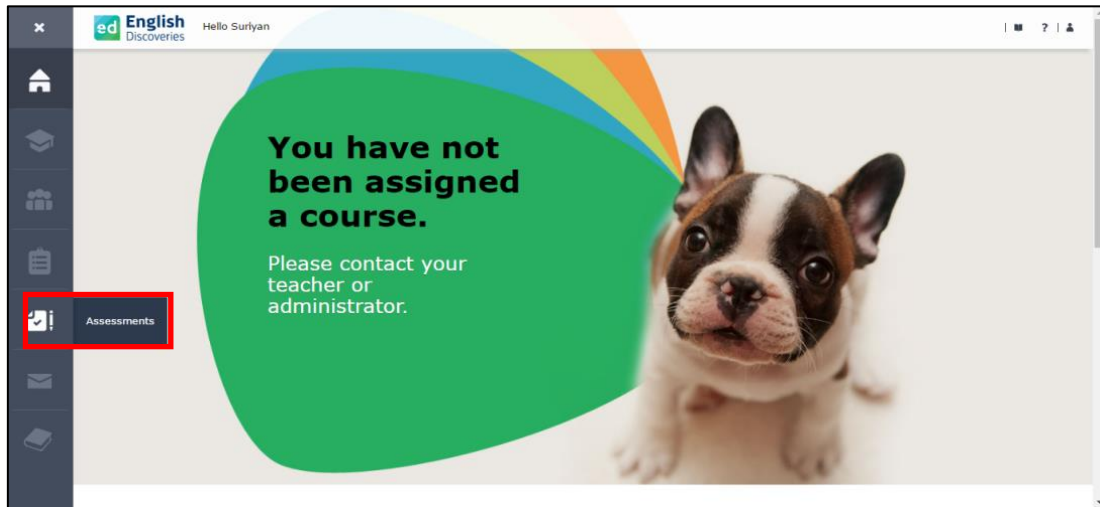 ed English
Discoveries
Hello Suriyan
?
You have not
been assigned
a course.
Please contact your
teacher or
administrator.
Assessments